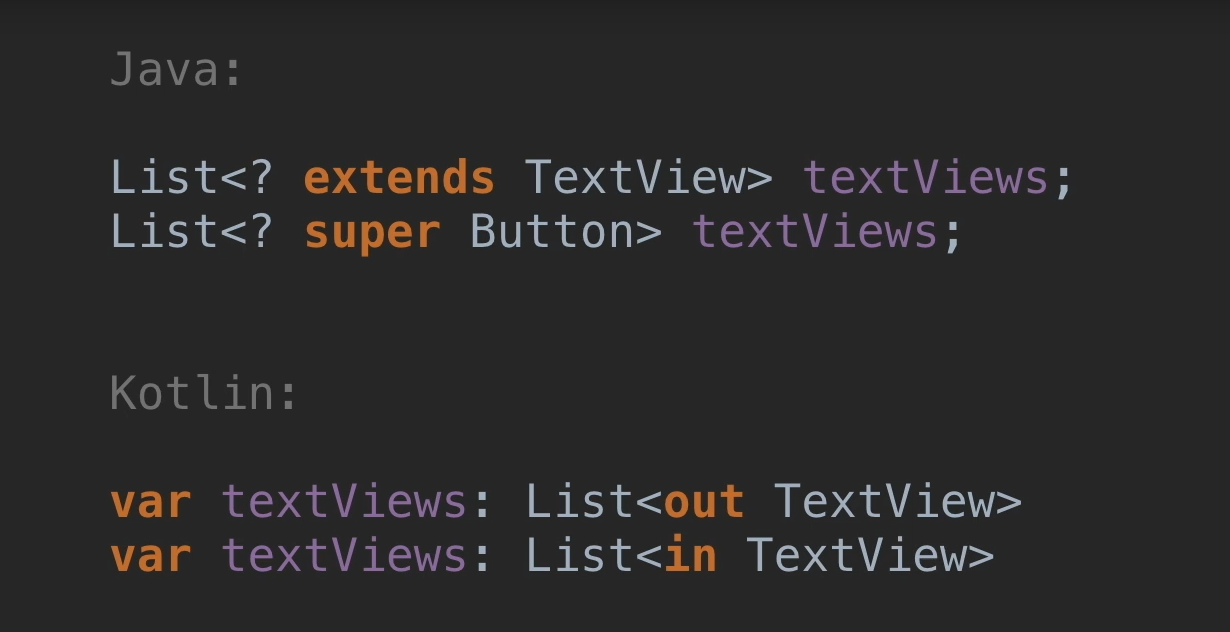 Java:
List<? extends TextView> textViews;
List<? super Button> textViews;
Kotlin:
var textViews: List<out TextView>
var textViews: List<in TextView>